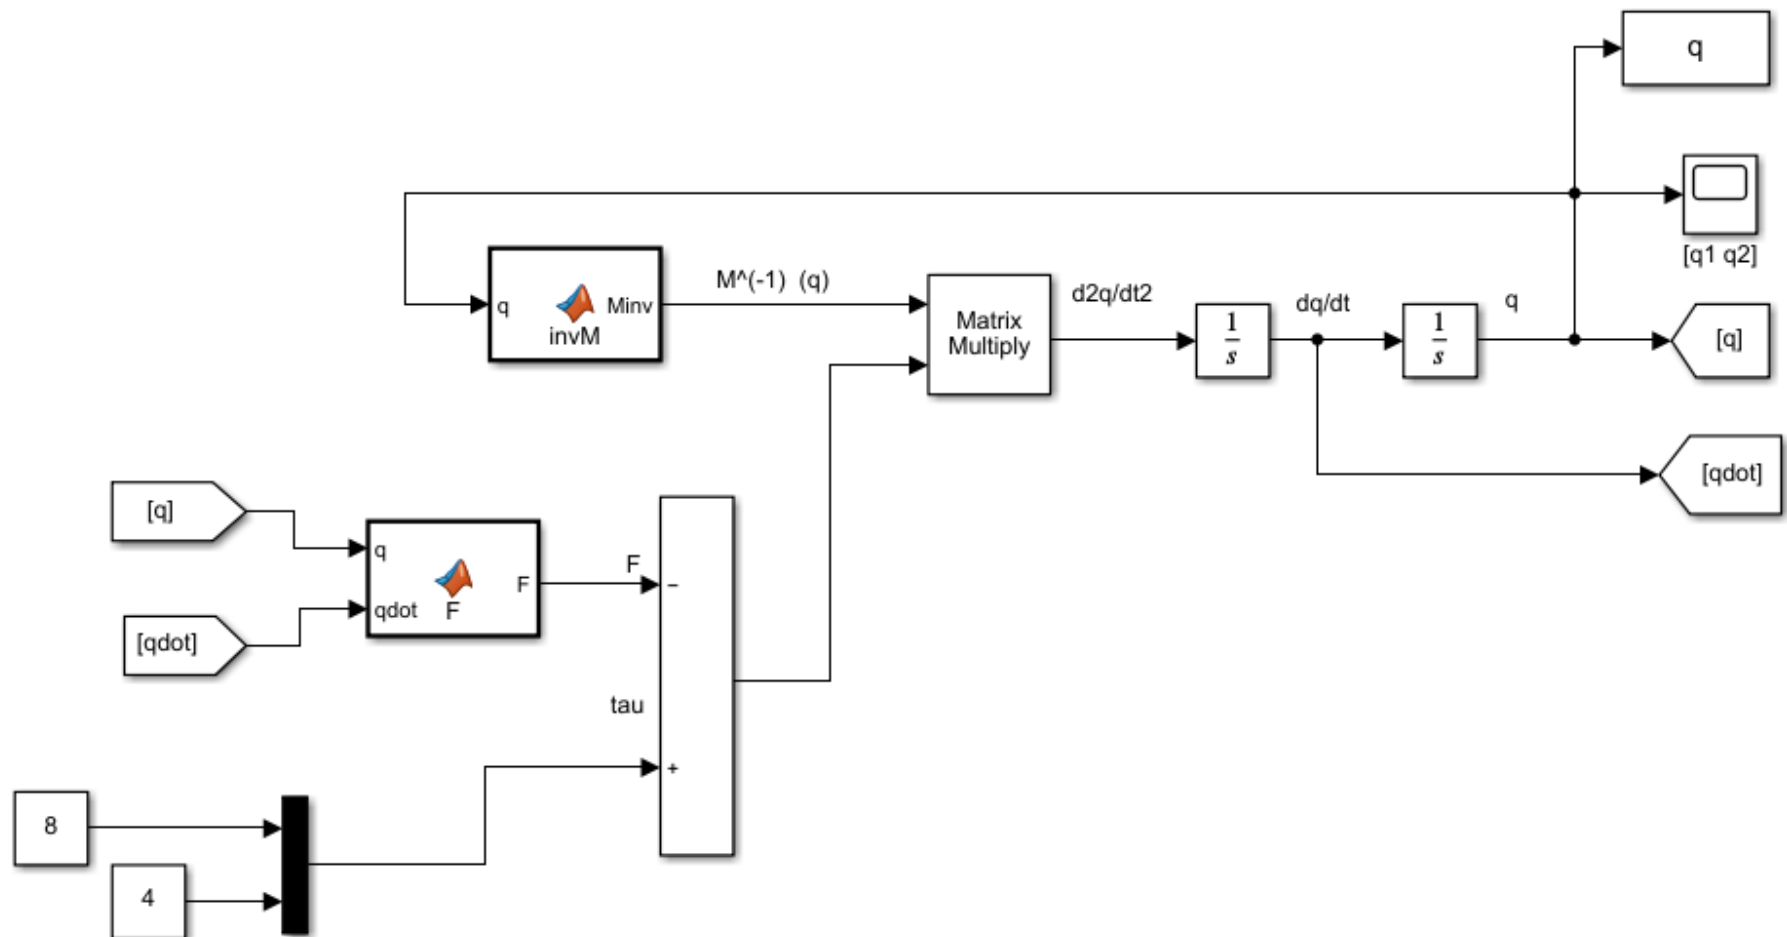 q
[q1 q2]
M^(-1) (q)
q
Minv
invM
Matrix
Multiply
d2q/dt2
1
s
dq/dt
1
s
q
[q]
[qdot]
[q]
[qdot]
q
qdot
F
F
F
−
tau
+
8
4